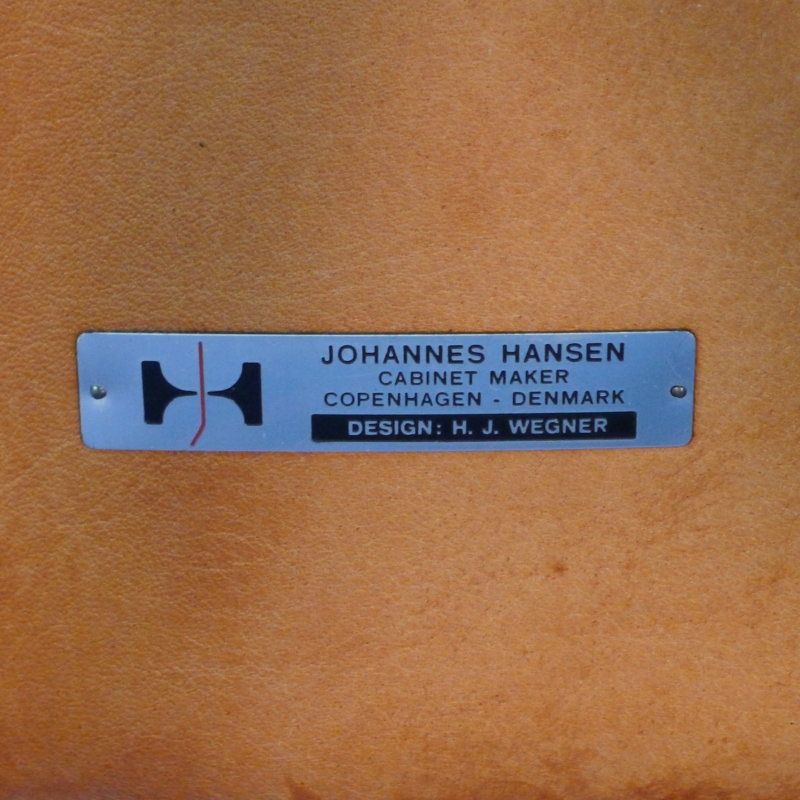 JOHANNES HANSEN
CABINET MAKER
COPENHAGEN - DENMARK
DESIGN: H. J. WEGNER